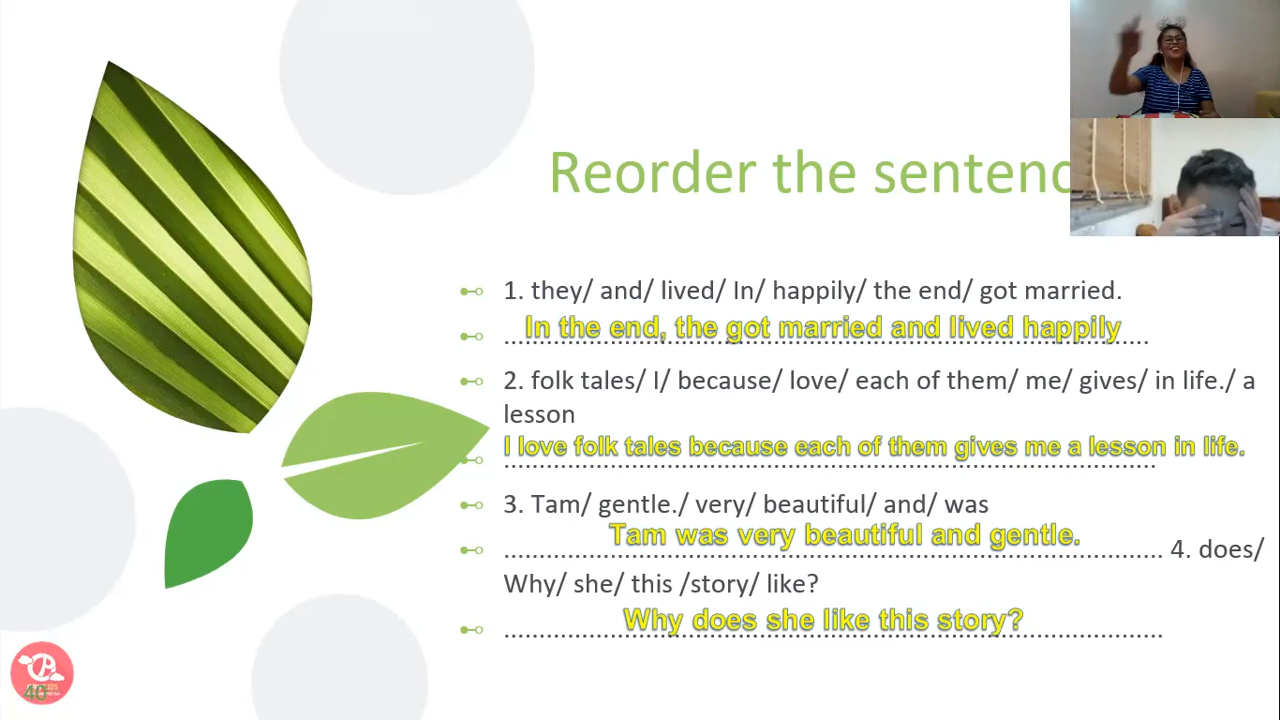 Reorder the sentenc
1. they/ and/ lived/ In/ happily/ the end/ got married.
In the end, the got married and lived happily
2. folk tales/ I/ because/ love/ each of them/ me/ gives/ in life./ a
lesson
I love folk tales because each of them gives me a lesson in life.
3. Tam/ gentle./ very/ beautiful/ and/ was
Tam was very beautiful and gentle.
4. does/
Why/ she/ this /story/ like?
Why does she like this story?
40